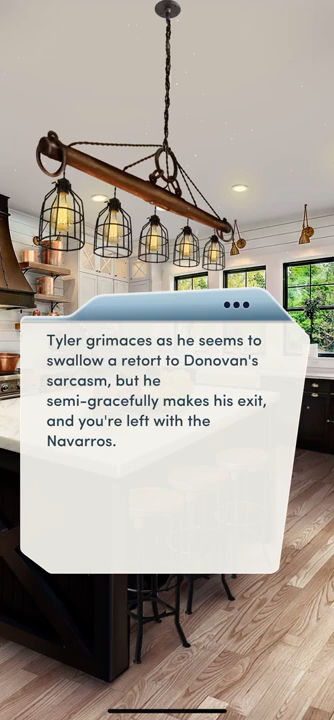 Tyler grimaces as he seems to
swallow a retort to Donovan's
sarcasm, but he
semi-gracefully makes his exit,
and you're left with the
Navarros.